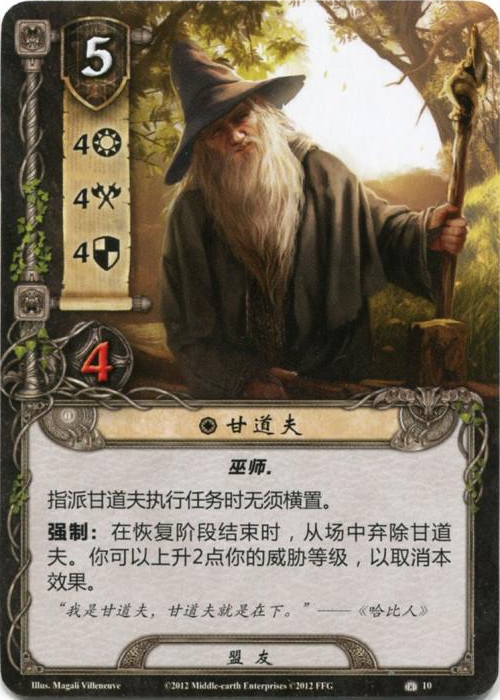 5
4
4
4
4
甘道夫
巫师.
指派甘道夫执行任务时无须横置。
强制：在恢复阶段结束时，从场中弃除甘道
夫。你可以上升2点你的威胁等级，以取消本
效果。
“我是甘道夫，甘道夫就是在下。”——《哈比人》
盟友
Illus. Magali Villeneuve ©2012 Middle-earth Enterprises ©2012 FFG 10